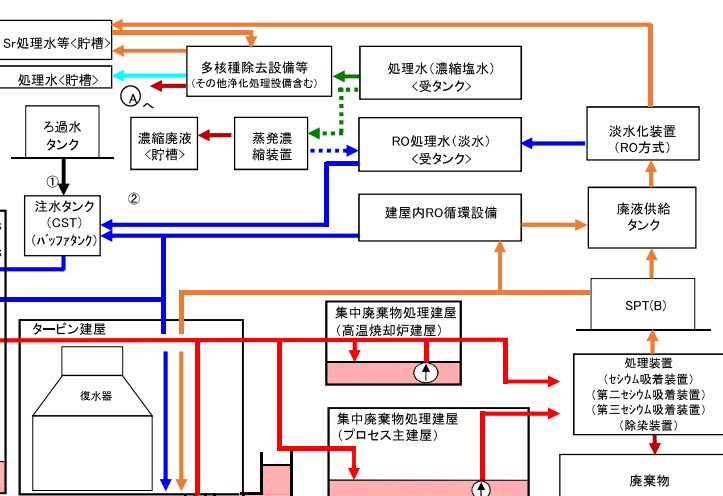 Sr処理水等<貯槽>
処理水<貯槽>
多核種除去設備等
(その他浄化処理設備含む)
処理水(濃縮塩水)
<受タンク>
Ⓐへ
ろ過水
タンク
濃縮廃液
<貯槽>
蒸発濃
縮装置
RO処理水(淡水)
<受タンク>
淡水化装置
(RO方式)
①
②
注水タンク
(CST)
(バッファタンク)
建屋内RO循環設備
廃液供給
タンク
SPT(B)
タービン建屋
復水器
集中廃棄物処理建屋
(高温焼却炉建屋)
集中廃棄物処理建屋
(プロセス主建屋)
処理装置
(セシウム吸着装置)
(第二セシウム吸着装置)
(第三セシウム吸着装置)
(除染装置)
廃棄物